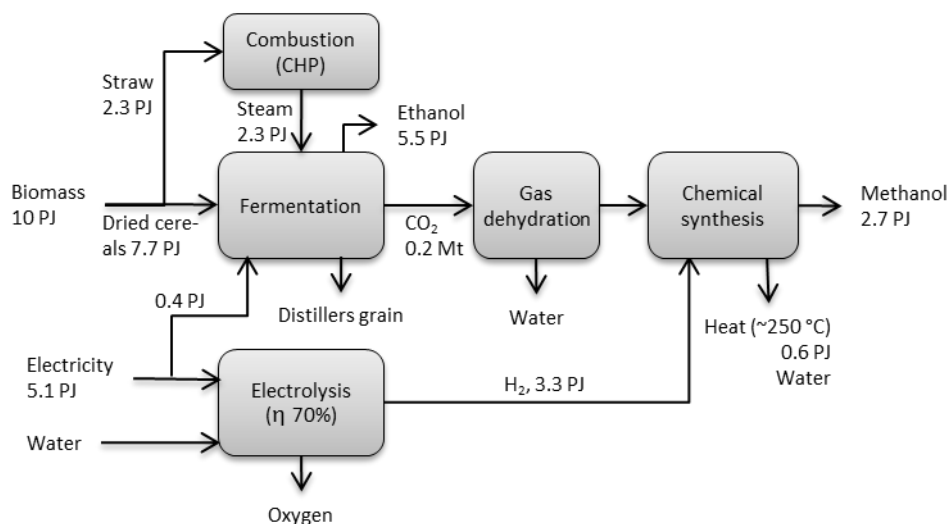 Combustion
(CHP)
Straw
2.3 PJ
Steam
2.3 PJ
Ethanol
5.5 PJ
Biomass
10 PJ
Dried cere-
als 7.7 PJ
Fermentation
CO₂
0.2 Mt
Gas
dehydration
Chemical
synthesis
Methanol
2.7 PJ
0.4 PJ
Distillers grain
Water
Heat (~250 °C)
0.6 PJ
Water
Electricity
5.1 PJ
Electrolysis
(η 70%)
H₂, 3.3 PJ
Water
Oxygen